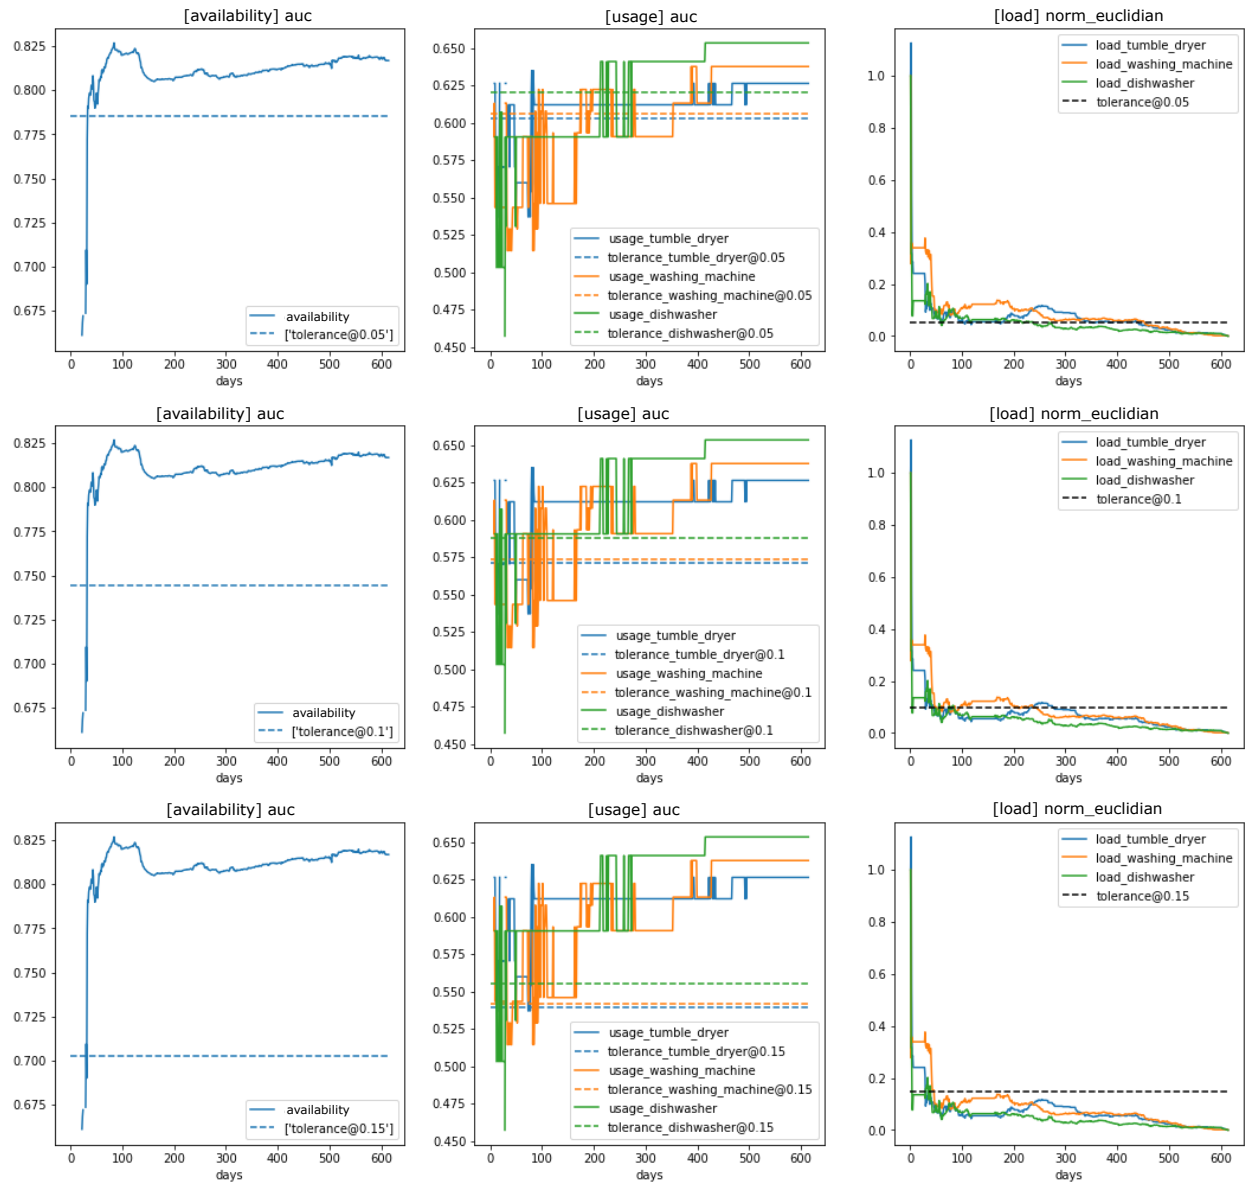 [availability] auc
0.825
0.800
0.775
0.750
0.725
0.700
0.675
availability
['tolerance@0.05']
0 100 200 300 400 500 600
days
[usage] auc
0.650
0.625
0.600
0.575
0.550
0.525
0.500
0.475
0.450
usage_tumble_dryer
tolerance_tumble_dryer@0.05
usage_washing_machine
tolerance_washing_machine@0.05
usage_dishwasher
tolerance_dishwasher@0.05
0 100 200 300 400 500 600
days
[load] norm_euclidian
1.0
0.8
0.6
0.4
0.2
0.0
load_tumble_dryer
load_washing_machine
load_dishwasher
tolerance@0.05
0 100 200 300 400 500 600
days
[availability] auc
0.825
0.800
0.775
0.750
0.725
0.700
0.675
availability
['tolerance@0.1']
0 100 200 300 400 500 600
days
[usage] auc
0.650
0.625
0.600
0.575
0.550
0.525
0.500
0.475
0.450
usage_tumble_dryer
tolerance_tumble_dryer@0.1
usage_washing_machine
tolerance_washing_machine@0.1
usage_dishwasher
tolerance_dishwasher@0.1
0 100 200 300 400 500 600
days
[load] norm_euclidian
1.0
0.8
0.6
0.4
0.2
0.0
load_tumble_dryer
load_washing_machine
load_dishwasher
tolerance@0.1
0 100 200 300 400 500 600
days
[availability] auc
0.825
0.800
0.775
0.750
0.725
0.700
0.675
availability
['tolerance@0.15']
0 100 200 300 400 500 600
days
[usage] auc
0.650
0.625
0.600
0.575
0.550
0.525
0.500
0.475
0.450
usage_tumble_dryer
tolerance_tumble_dryer@0.15
usage_washing_machine
tolerance_washing_machine@0.15
usage_dishwasher
tolerance_dishwasher@0.15
0 100 200 300 400 500 600
days
[load] norm_euclidian
1.0
0.8
0.6
0.4
0.2
0.0
load_tumble_dryer
load_washing_machine
load_dishwasher
tolerance@0.15
0 100 200 300 400 500 600
days